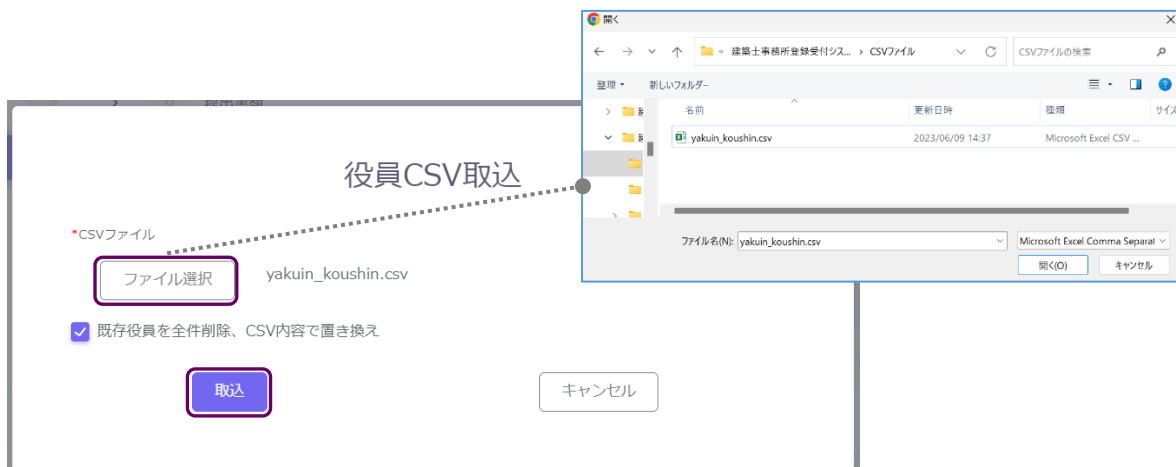 開く
« 建築士事務所登録受付シス... › CSVファイル
CSVファイルの検索
整理
新しいフォルダー
名前
更新日時
種類
サイズ
yakuin_koushin.csv
2023/06/09 14:37
Microsoft Excel CSV ...
ファイル名(N):
yakuin_koushin.csv
Microsoft Excel Comma Separat
開く(O)
キャンセル
役員CSV取込
*CSVファイル
ファイル選択
yakuin_koushin.csv
既存役員を全件削除、CSV内容で置き換え
取込
キャンセル